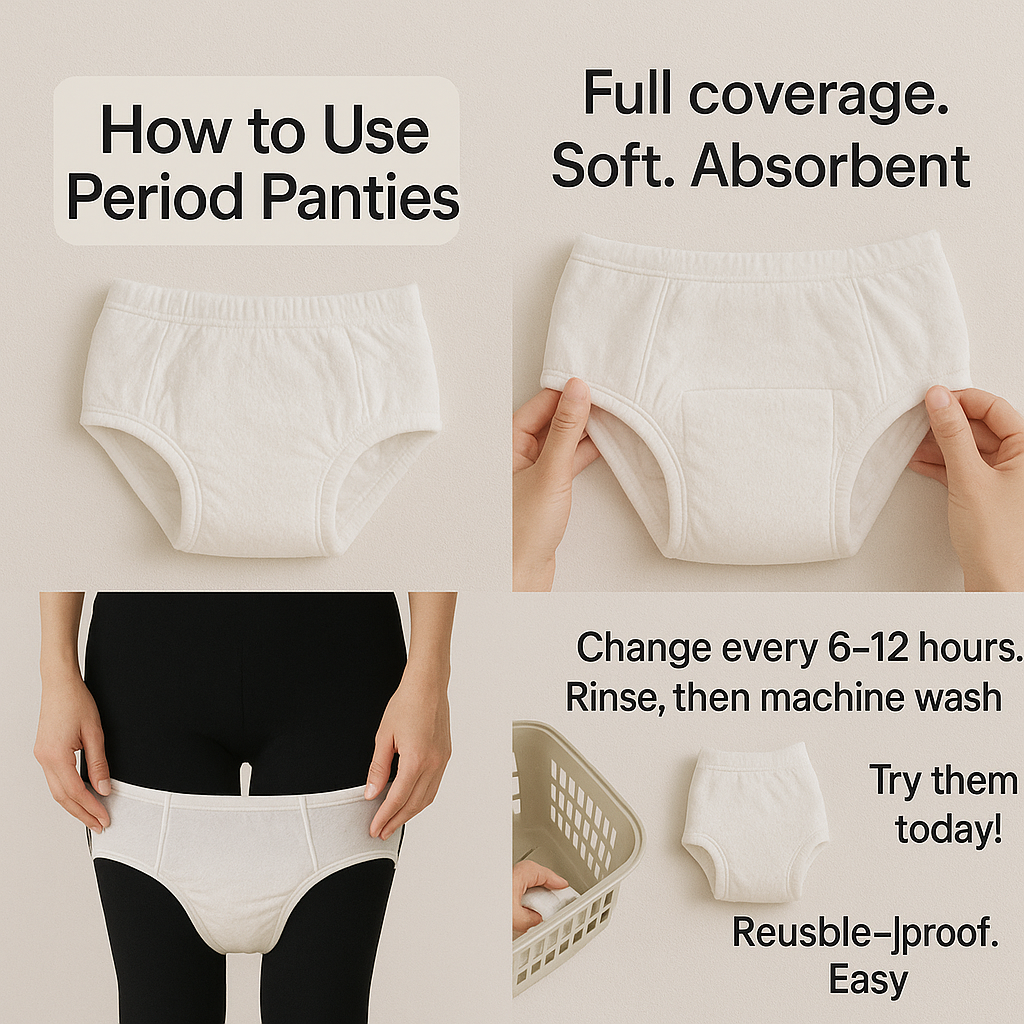 How to Use
Period Panties
Full coverage.
Soft. Absorbent
Change every 6–12 hours.
Rinse, then machine wash
Try them
today!
Reusble–|proof.
Easy